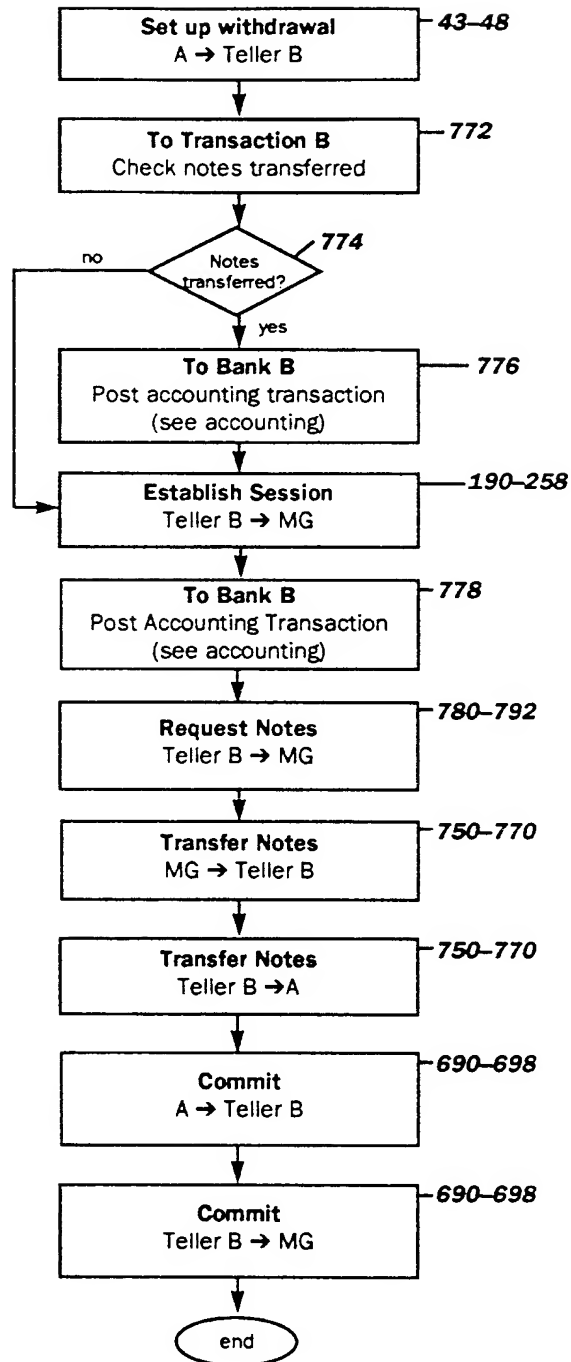 Set up withdrawal
A → Teller B
43–48
To Transaction B
Check notes transferred
772
Notes
transferred?
774
no
yes
To Bank B
Post accounting transaction
(see accounting)
776
Establish Session
Teller B → MG
190–258
To Bank B
Post Accounting Transaction
(see accounting)
778
Request Notes
Teller B → MG
780–792
Transfer Notes
MG → Teller B
750–770
Transfer Notes
Teller B → A
750–770
Commit
A → Teller B
690–698
Commit
Teller B → MG
690–698
end